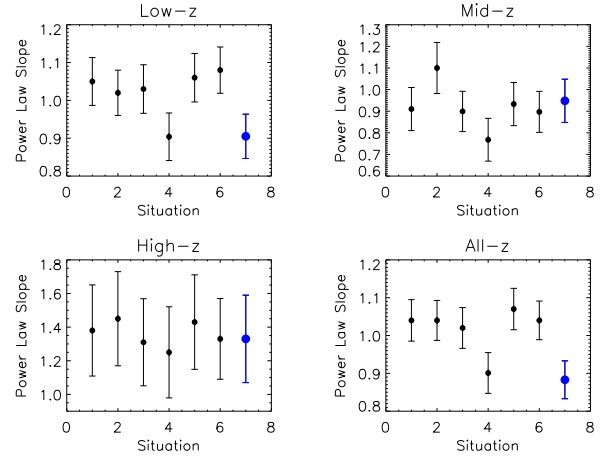 Low−z
Power Law Slope
1.2
1.1
1.0
0.9
0.8
0 2 4 6 8
Situation
Mid−z
Power Law Slope
1.3
1.2
1.1
1.0
0.9
0.8
0.7
0.6
0 2 4 6 8
Situation
High−z
Power Law Slope
1.8
1.6
1.4
1.2
1.0
0 2 4 6 8
Situation
All−z
Power Law Slope
1.2
1.1
1.0
0.9
0.8
0 2 4 6 8
Situation